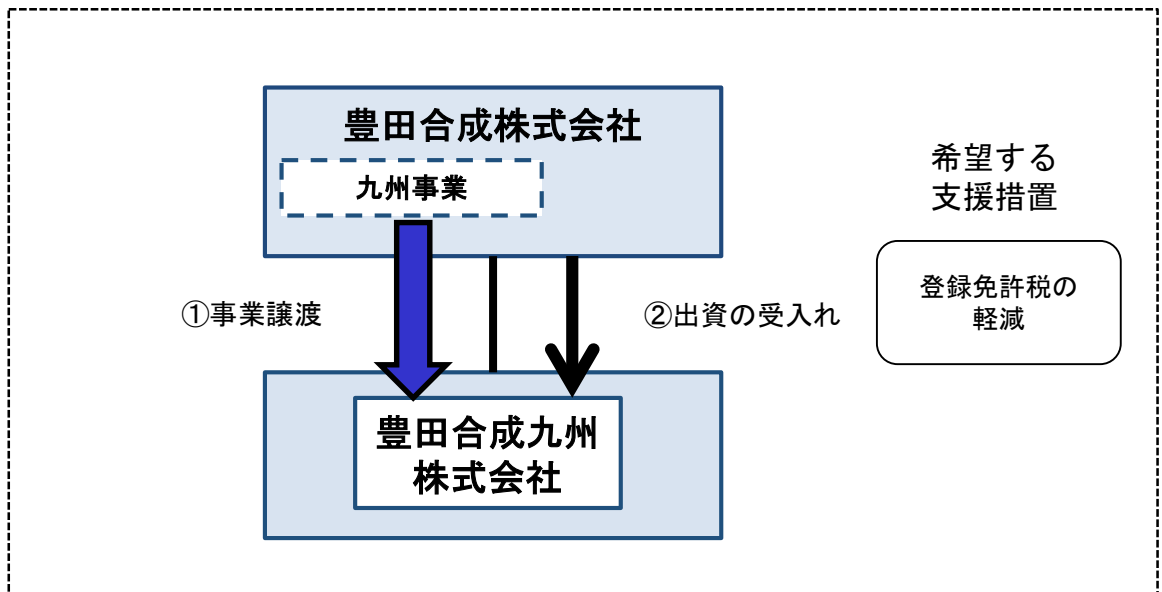 豊田合成株式会社
九州事業
①事業譲渡
②出資の受入れ
豊田合成九州
株式会社
希望する
支援措置
登録免許税の
軽減